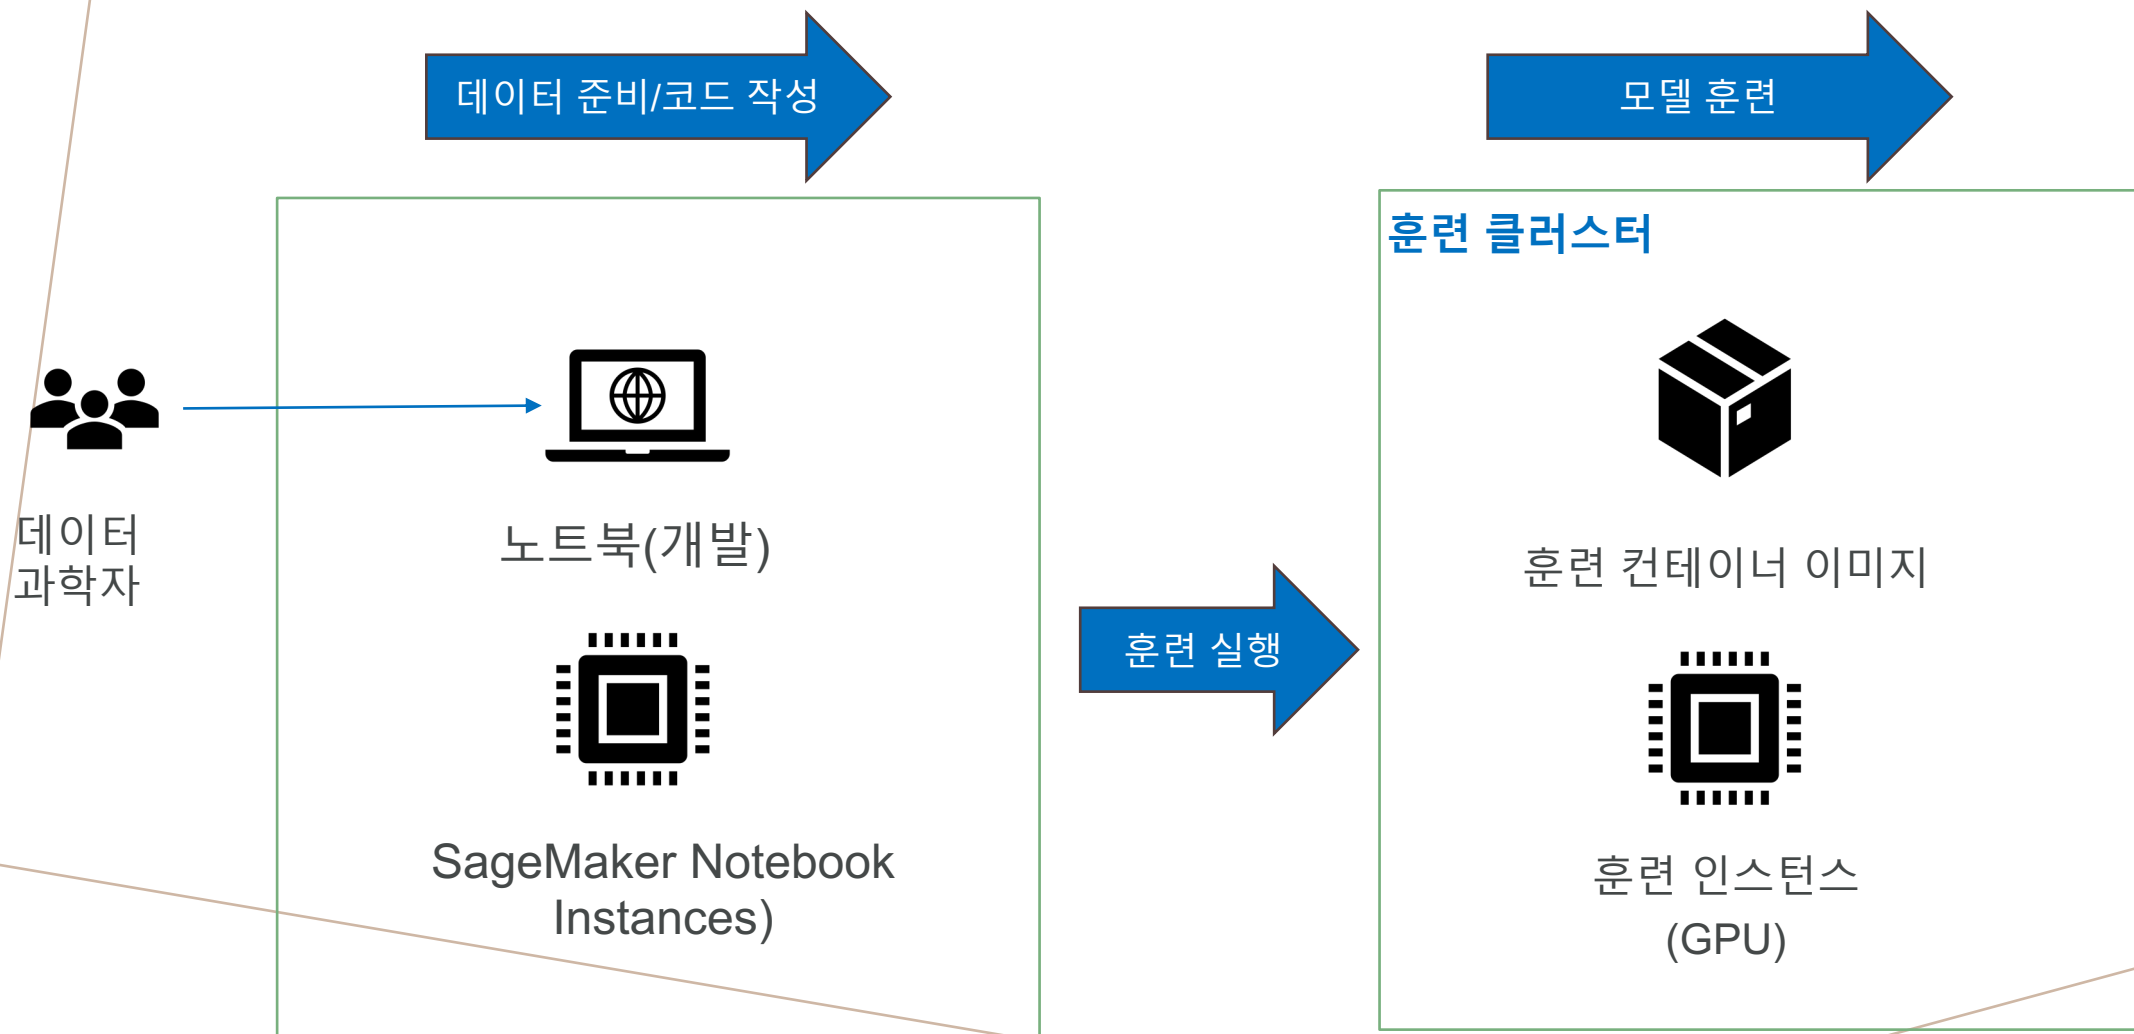 데이터 준비/코드 작성
모델 훈련
훈련 클러스터
데이터
과학자
노트북(개발)
훈련 컨테이너 이미지
훈련 실행
SageMaker Notebook
Instances)
훈련 인스턴스
(GPU)